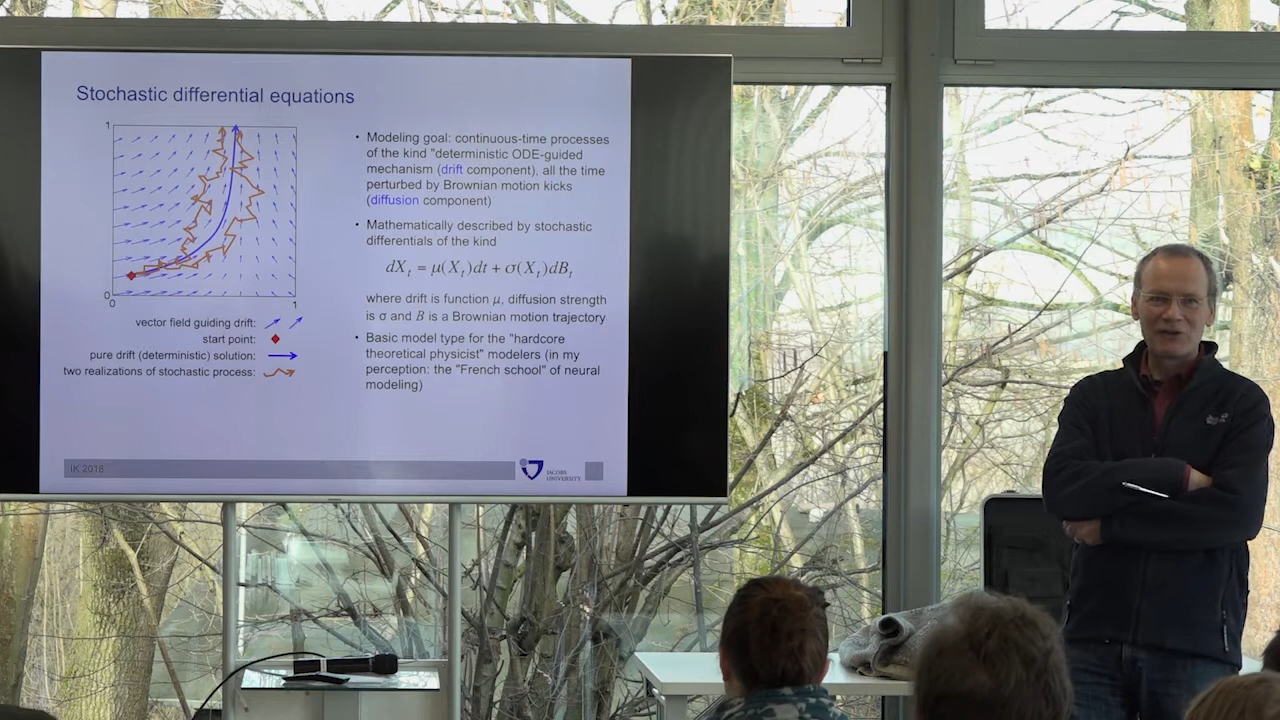 Stochastic differential equations
1
0
0
1
vector field guiding drift:
start point:
pure drift (deterministic) solution:
two realizations of stochastic process:
• Modeling goal: continuous-time processes
of the kind "deterministic ODE-guided
mechanism (drift component), all the time
perturbed by Brownian motion kicks
(diffusion component)
• Mathematically described by stochastic
differentials of the kind
dXₜ = μ(Xₜ)dt + σ(Xₜ)dBₜ
where drift is function μ, diffusion strength
is σ and B is a Brownian motion trajectory
• Basic model type for the "hardcore
theoretical physicist" modelers (in my
perception: the "French school" of neural
modeling)
IK 2018
JACOBS
UNIVERSITY